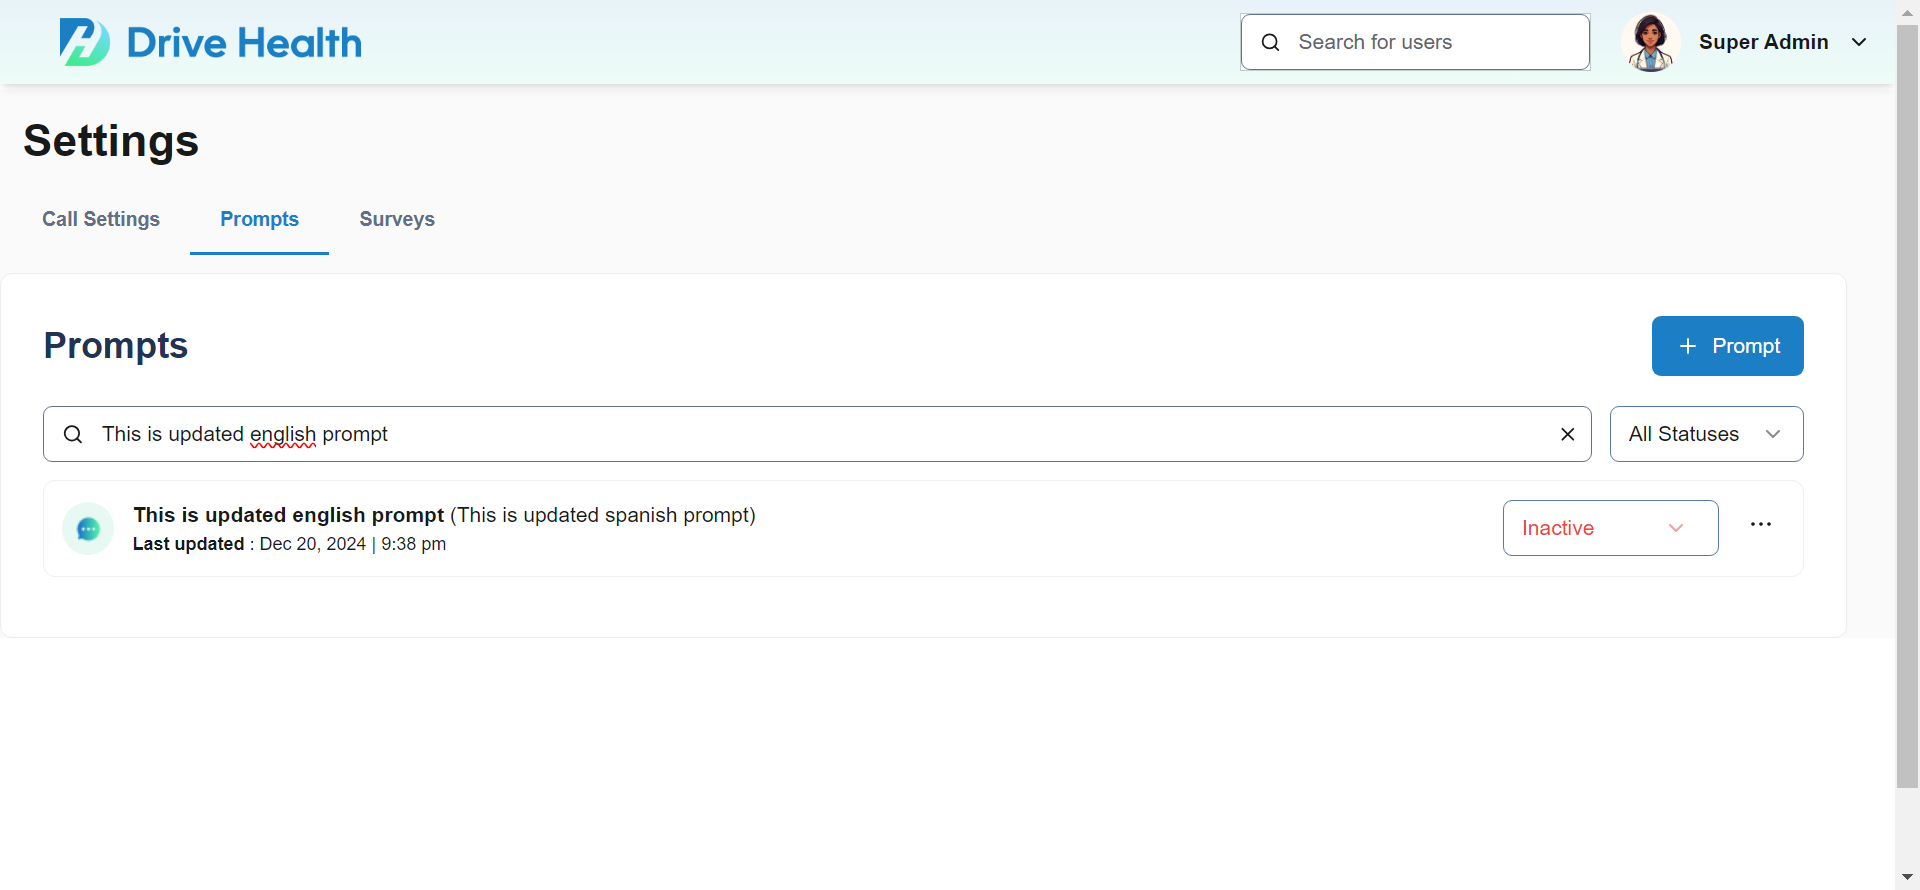 Drive Health
Search for users
Super Admin
Settings
Call Settings
Prompts
Surveys
Prompts
Prompt
This is updated english prompt
All Statuses
This is updated english prompt (This is updated spanish prompt)
Inactive
Last updated : Dec 20, 2024 | 9:38 pm